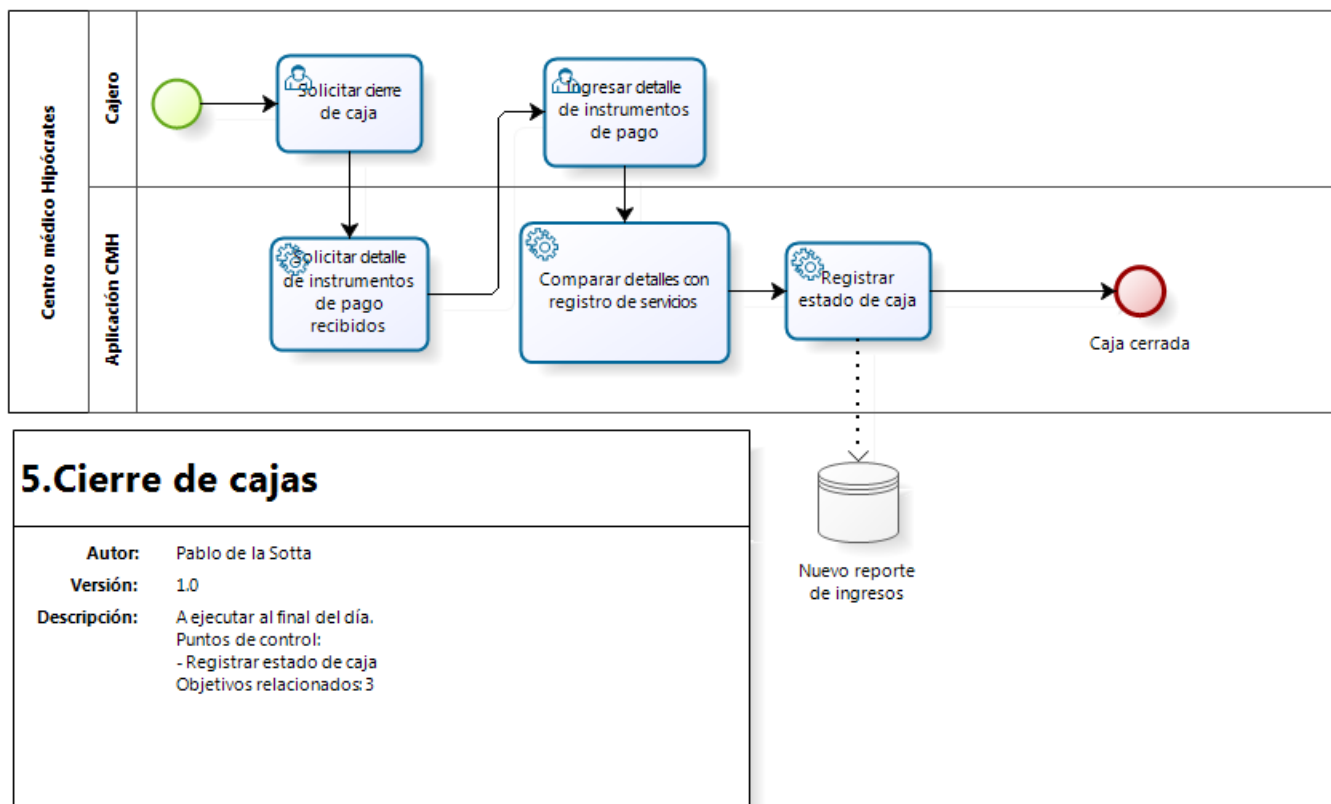 Centro médico Hipócrates
Cajero
Solicitar cierre
de caja
Ingresar detalle
de instrumentos
de pago
Aplicación CMH
Solicitar detalle
de instrumentos
de pago
recibidos
Comparar detalles con
registro de servicios
Registrar
estado de caja
Caja cerrada
Nuevo reporte
de ingresos
5.Cierre de cajas
Autor: Pablo de la Sotta
Versión: 1.0
Descripción: A ejecutar al final del día.
Puntos de control:
- Registrar estado de caja
Objetivos relacionados: 3